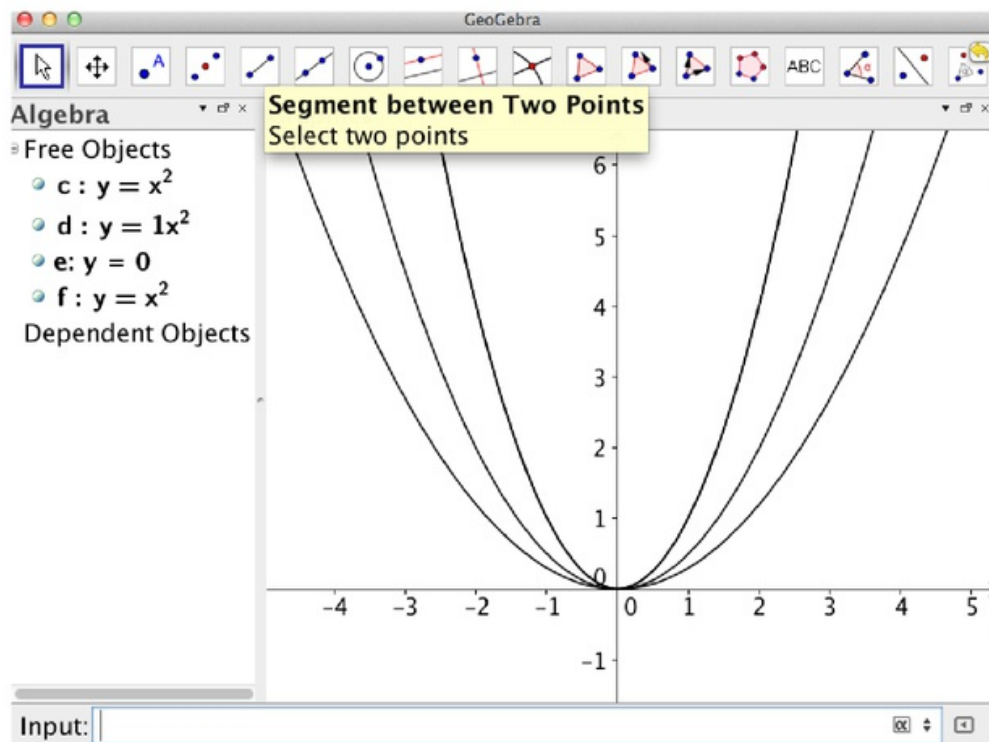 GeoGebra
A
ABC
α
Segment between Two Points
Select two points
Algebra
Free Objects
c : y = x²
d : y = 1x²
e: y = 0
f : y = x²
Dependent Objects
6
5
4
3
2
1
0
-4 -3 -2 -1 0 1 2 3 4 5
-1
Input:
α